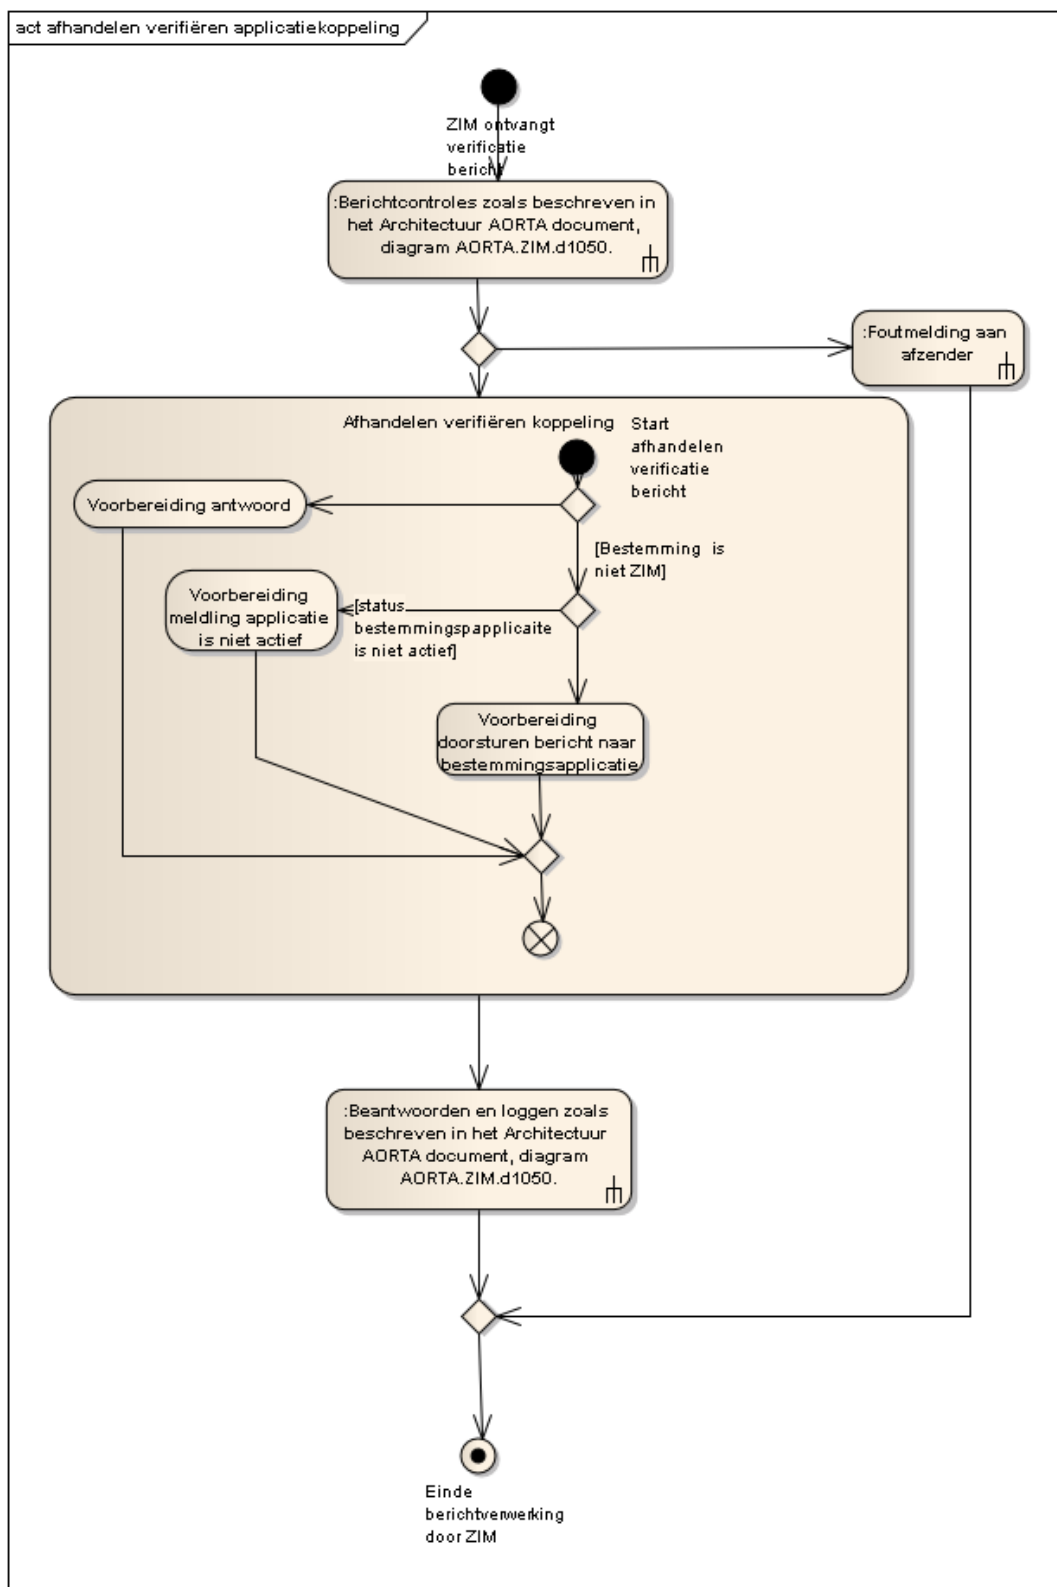 act afhandelen verifiëren applicatiekoppeling
ZIM ontvangt
verificatie
bericht
:Berichtcontroles zoals beschreven in
het Architectuur AORTA document,
diagram AORTA.ZIM.d1050.
:Foutmelding aan
afzender
Afhandelen verifiëren koppeling
Start
afhandelen
verificatie
bericht
Voorbereiding antwoord
[Bestemming is
niet ZIM]
Voorbereiding
meldling applicatie
is niet actief
[status
bestemmingspapplicaite
is niet actief]
Voorbereiding
doorsturen bericht naar
bestemmingsapplicatie
:Beantwoorden en loggen zoals
beschreven in het Architectuur
AORTA document, diagram
AORTA.ZIM.d1050.
Einde
berichtverwerking
door ZIM